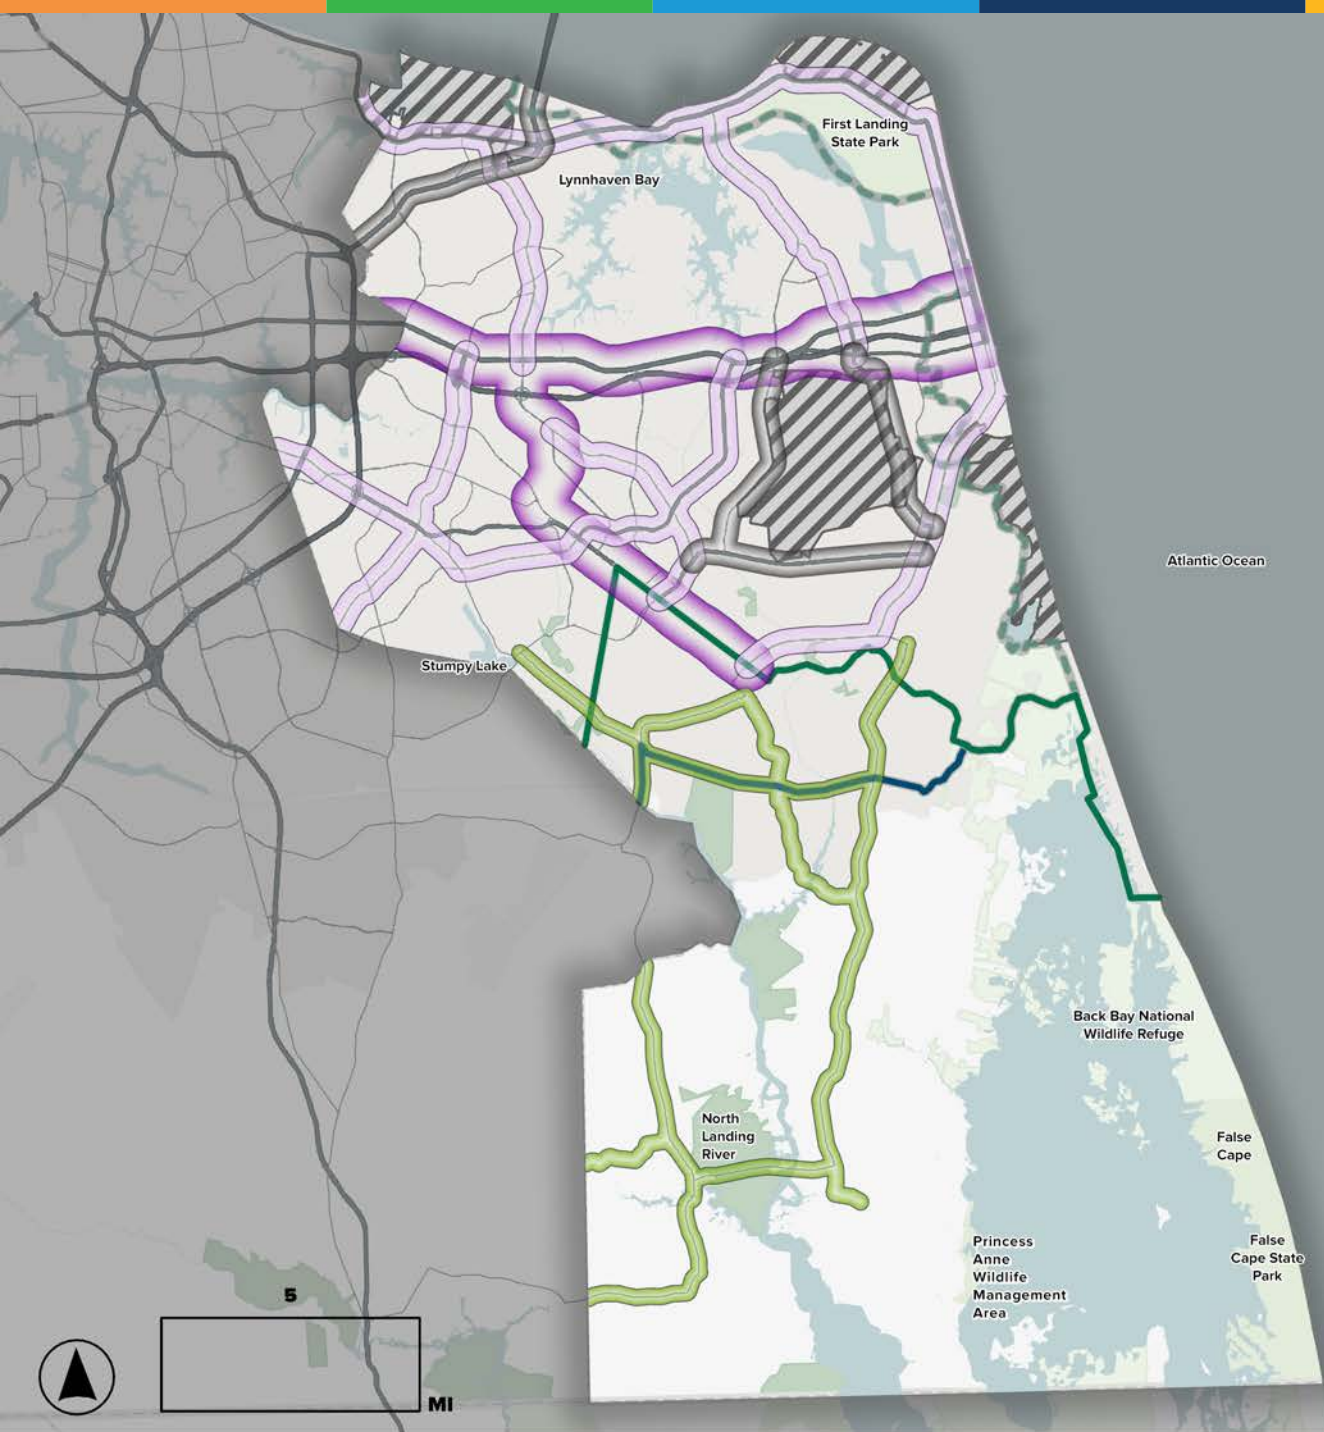 First Landing
State Park
Lynnhaven Bay
Atlantic Ocean
Stumpy Lake
Back Bay National
Wildlife Refuge
North
Landing
River
False
Cape
Princess
Anne
Wildlife
Management
Area
False
Cape State
Park
5
MI